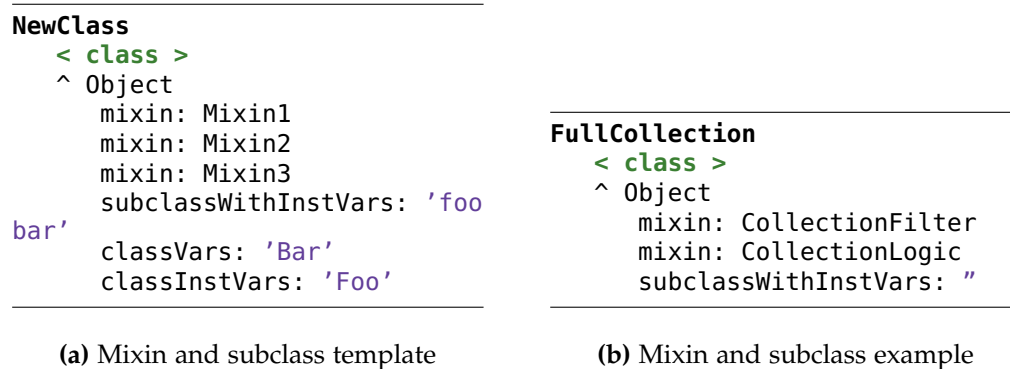 NewClass
< class >
^ Object
mixin: Mixin1
mixin: Mixin2
mixin: Mixin3
subclassWithInstVars: ’foo
bar’
classVars: ’Bar’
classInstVars: ’Foo’
(a) Mixin and subclass template
FullCollection
< class >
^ Object
mixin: CollectionFilter
mixin: CollectionLogic
subclassWithInstVars: ’’
(b) Mixin and subclass example